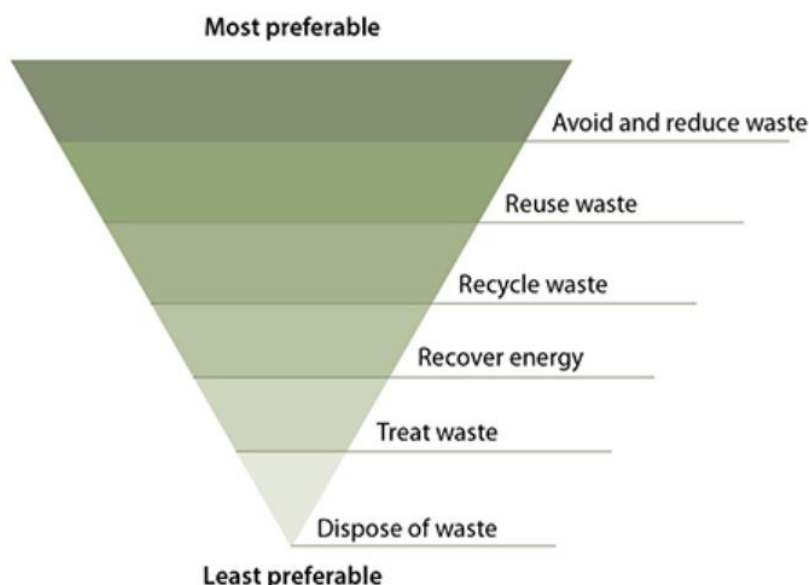 Most preferable
Avoid and reduce waste
Reuse waste
Recycle waste
Recover energy
Treat waste
Dispose of waste
Least preferable